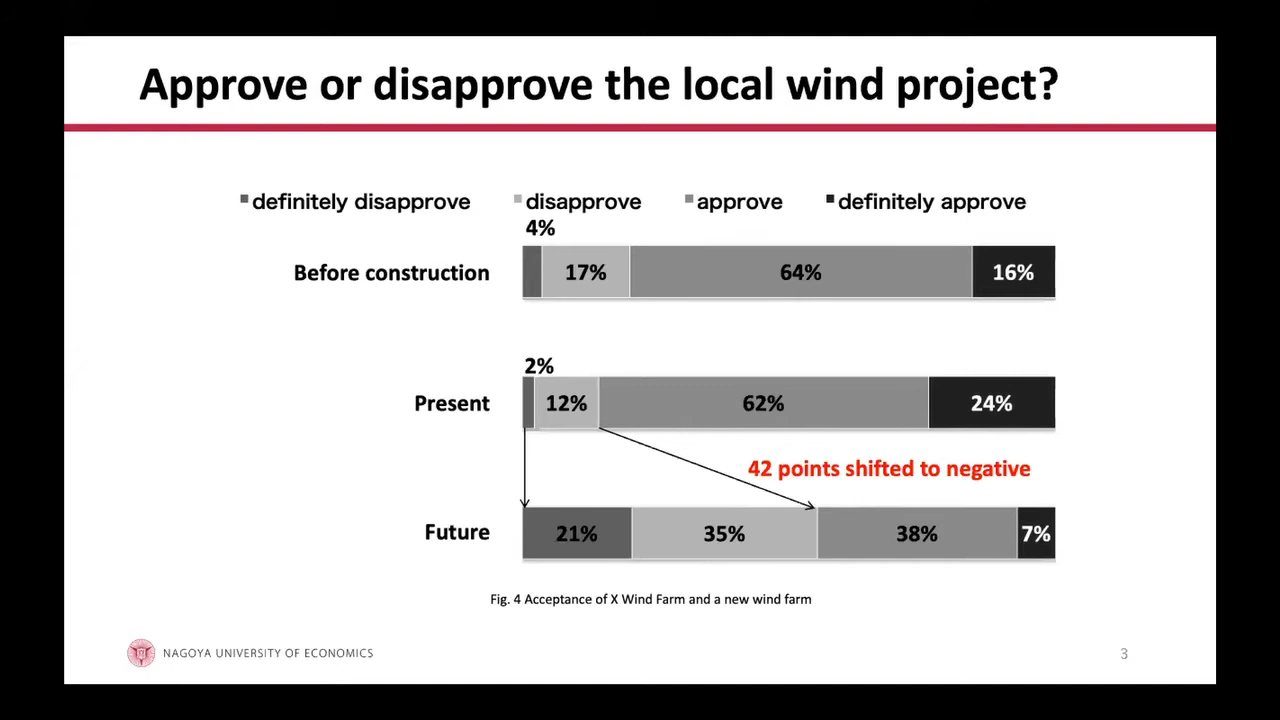 Approve or disapprove the local wind project?
definitely disapprove disapprove approve definitely approve
4%
Before construction 17% 64% 16%
2%
Present 12% 62% 24%
42 points shifted to negative
Future 21% 35% 38% 7%
Fig. 4 Acceptance of X Wind Farm and a new wind farm
NAGOYA UNIVERSITY OF ECONOMICS 3